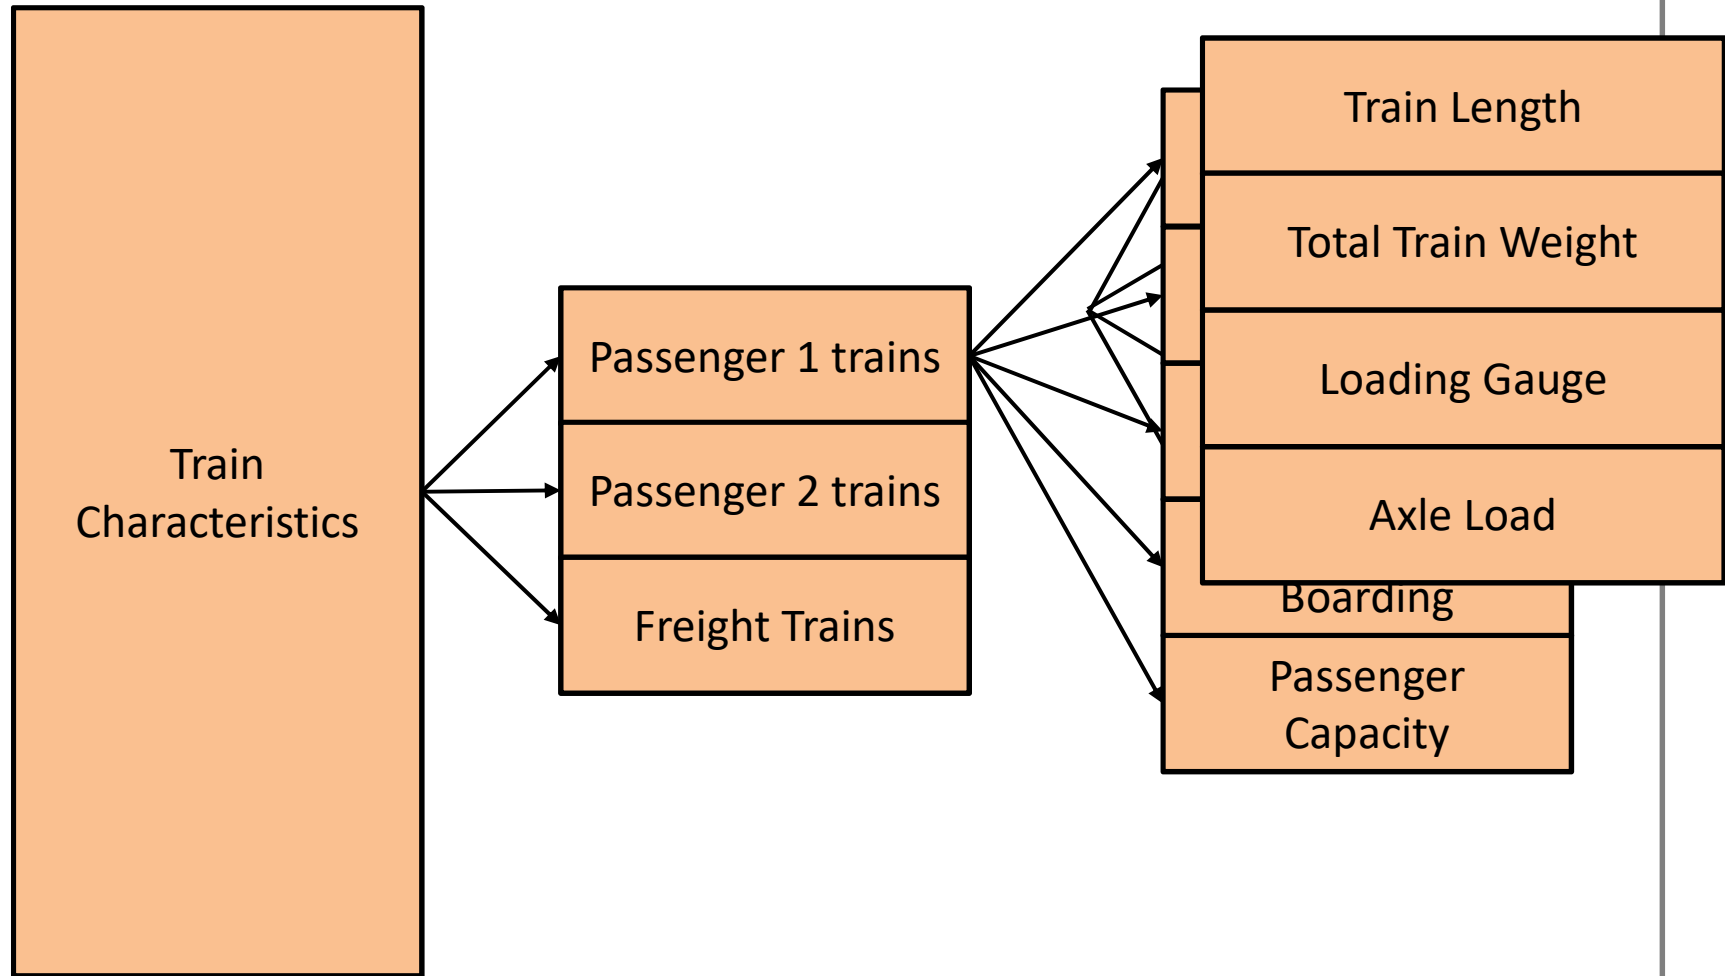 Train
Characteristics
Passenger 1 trains
Passenger 2 trains
Freight Trains
Train Length
Total Train Weight
Loading Gauge
Axle Load
Boarding
Passenger
Capacity